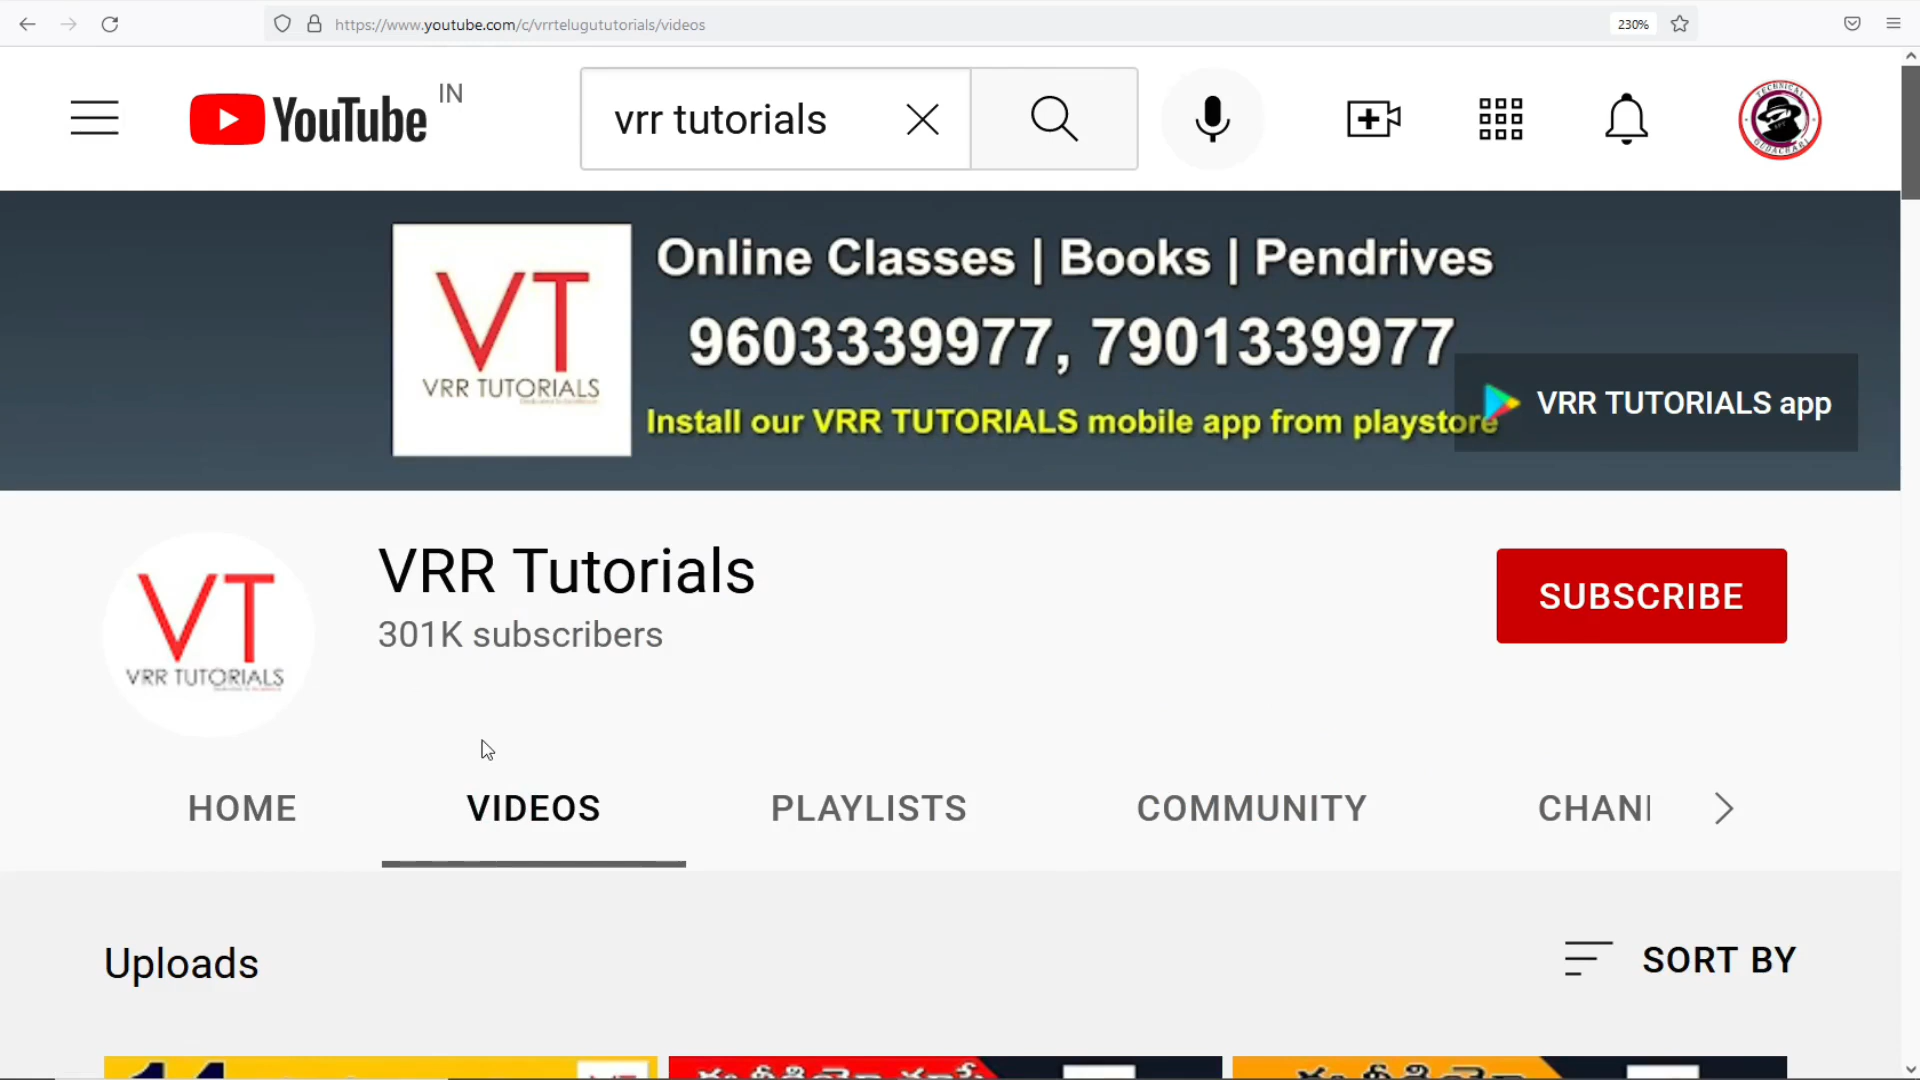 https://www.youtube.com/c/vrrtelugututorials/videos
230%
YouTube IN
vrr tutorials
VT
VRR TUTORIALS
Online Classes | Books | Pendrives
9603339977, 7901339977
Install our VRR TUTORIALS mobile app from playstore
VRR TUTORIALS app
VT
VRR TUTORIALS
VRR Tutorials
301K subscribers
SUBSCRIBE
HOME
VIDEOS
PLAYLISTS
COMMUNITY
CHAN
Uploads
SORT BY